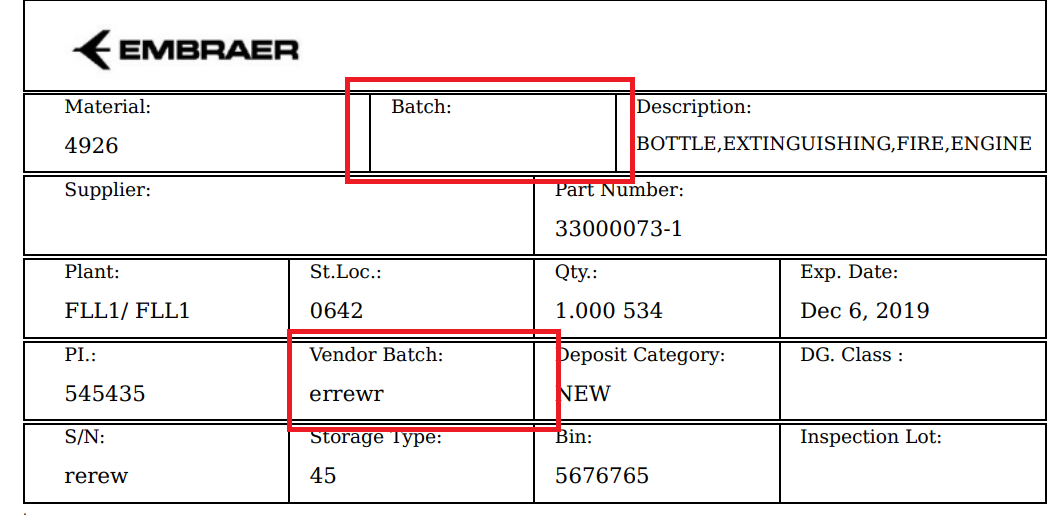 EMBRAER
Material: Batch: Description:
4926 BOTTLE,EXTINGUISHING,FIRE,ENGINE
Supplier: Part Number:
33000073-1
Plant: St.Loc.: Qty.: Exp. Date:
FLL1/ FLL1 0642 1.000 534 Dec 6, 2019
PI.: Vendor Batch: Deposit Category: DG. Class :
545435 errewr NEW
S/N: Storage Type: Bin: Inspection Lot:
rerew 45 5676765